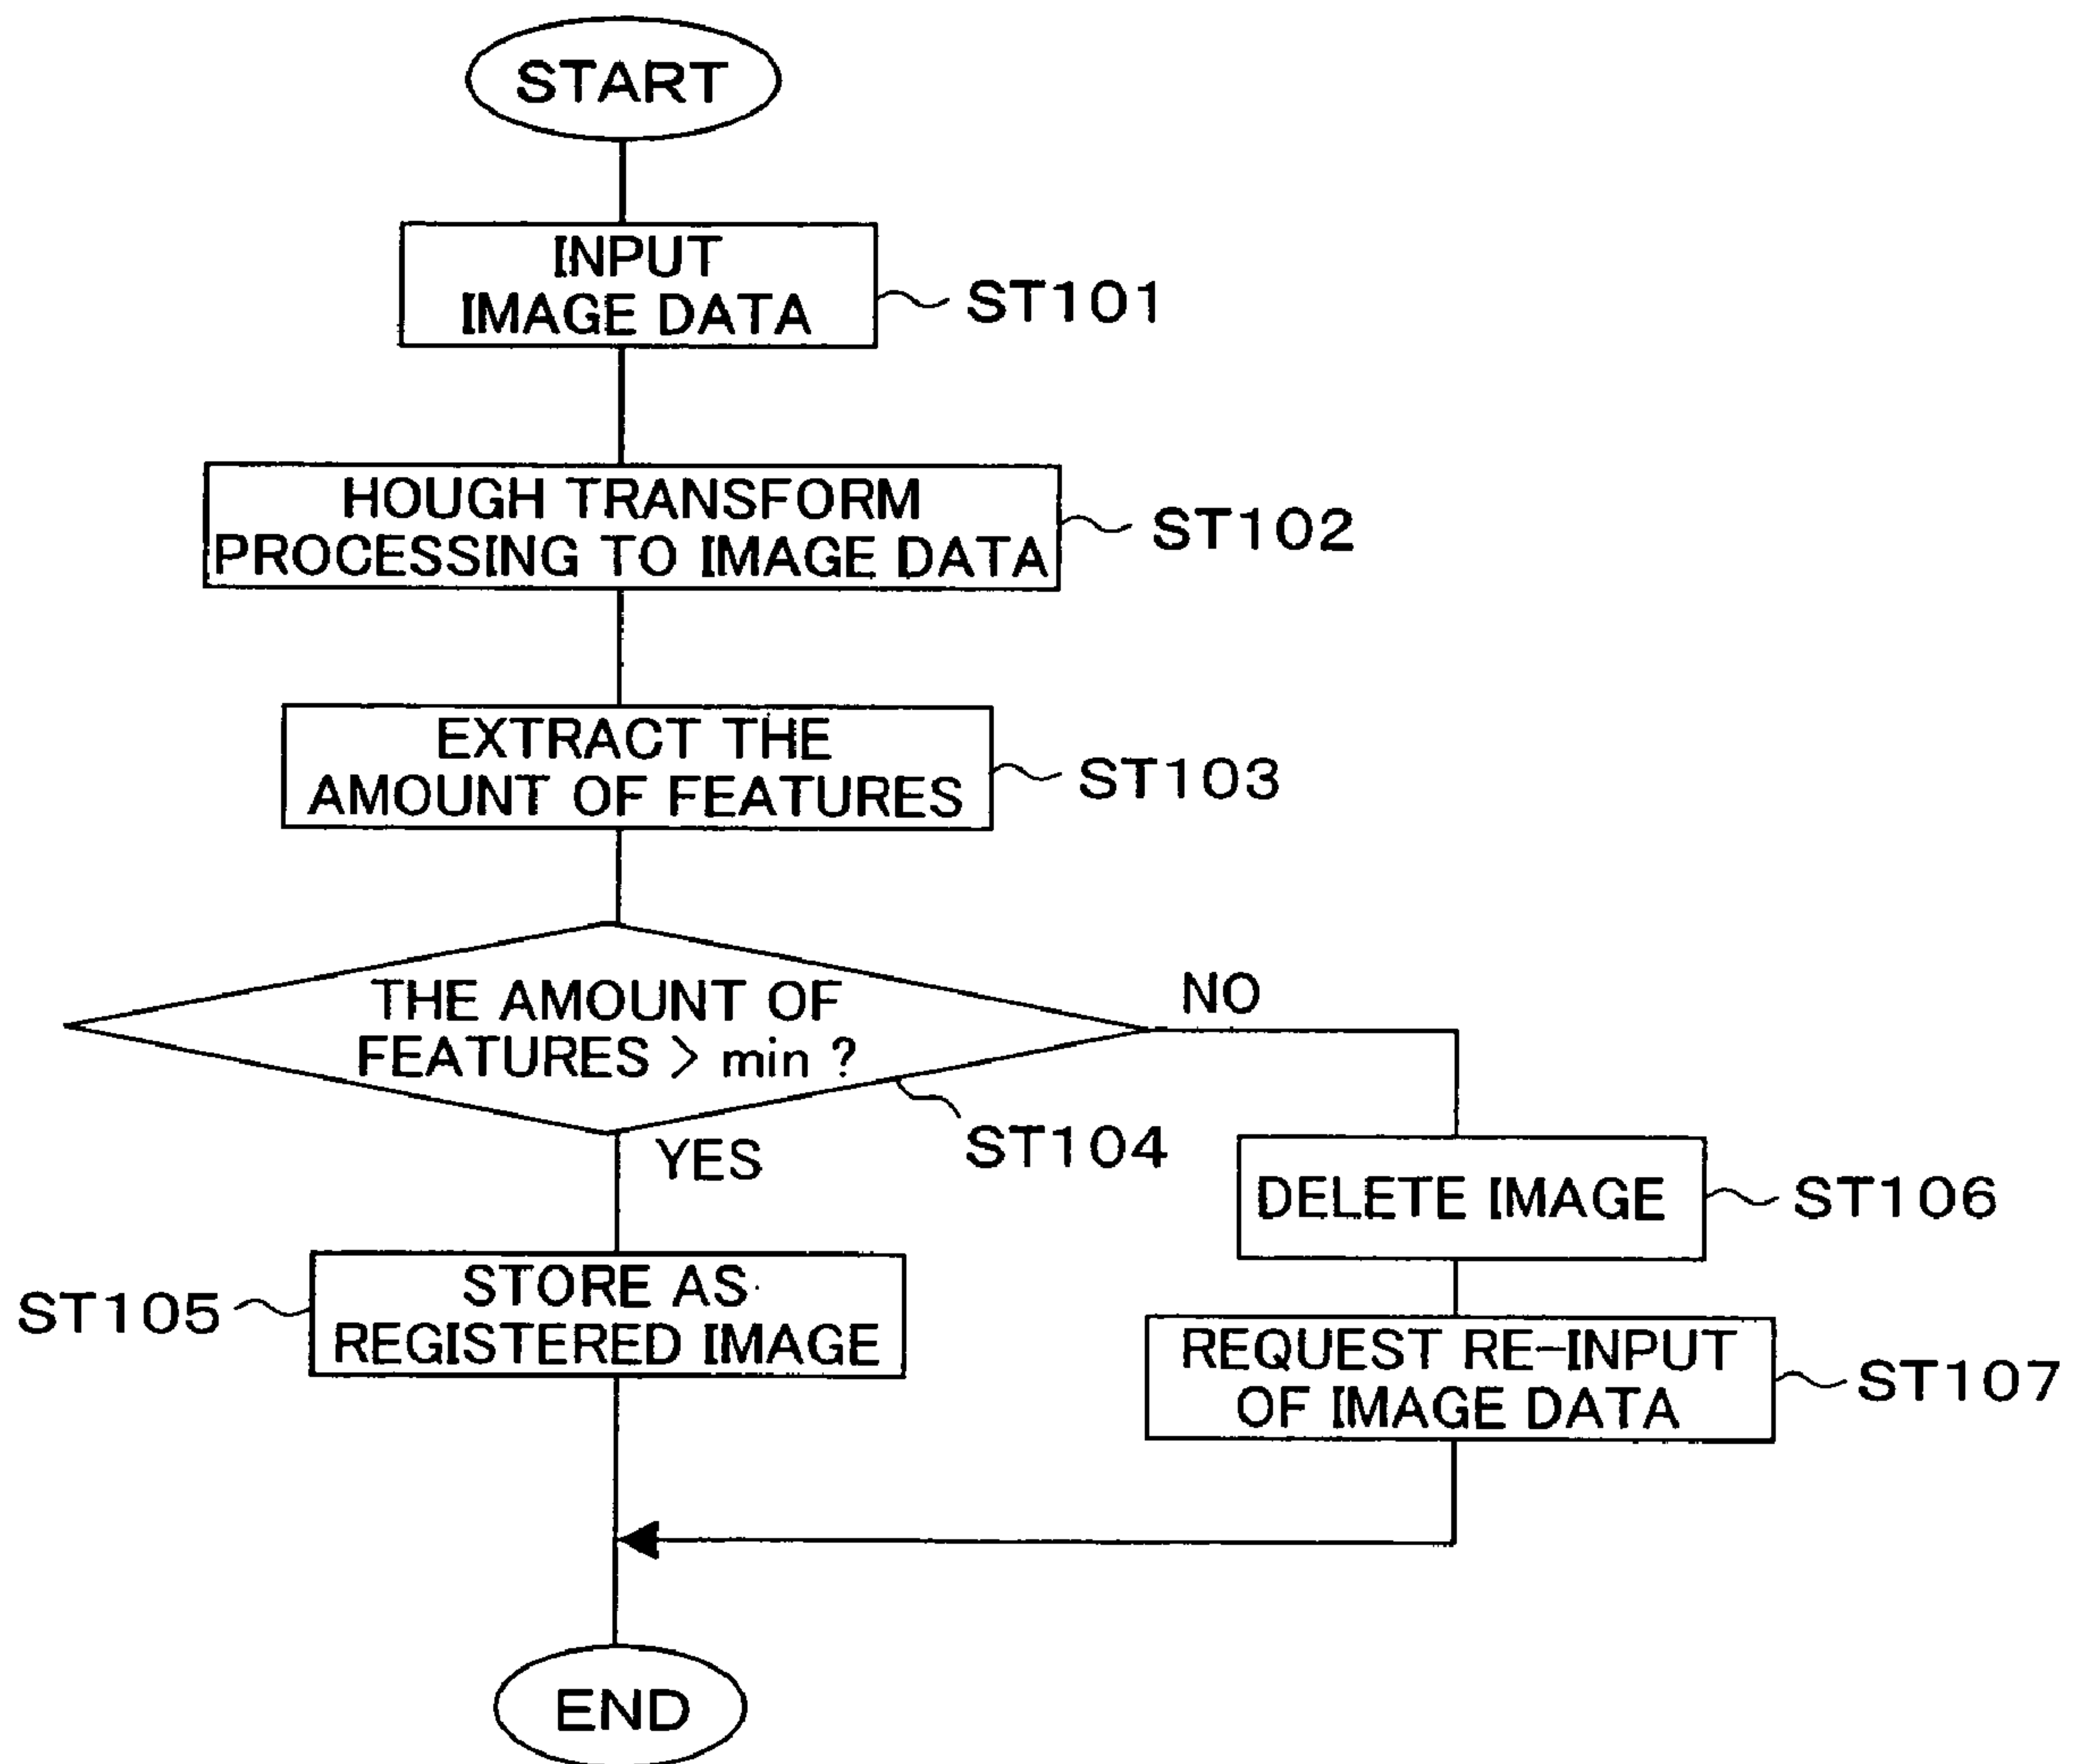 START
INPUT
IMAGE DATA
ST101
HOUGH TRANSFORM
PROCESSING TO IMAGE DATA
ST102
EXTRACT THE
AMOUNT OF FEATURES
ST103
THE AMOUNT OF
FEATURES > min ?
ST104
NO
YES
STORE AS
REGISTERED IMAGE
ST105
DELETE IMAGE
ST106
REQUEST RE-INPUT
OF IMAGE DATA
ST107
END